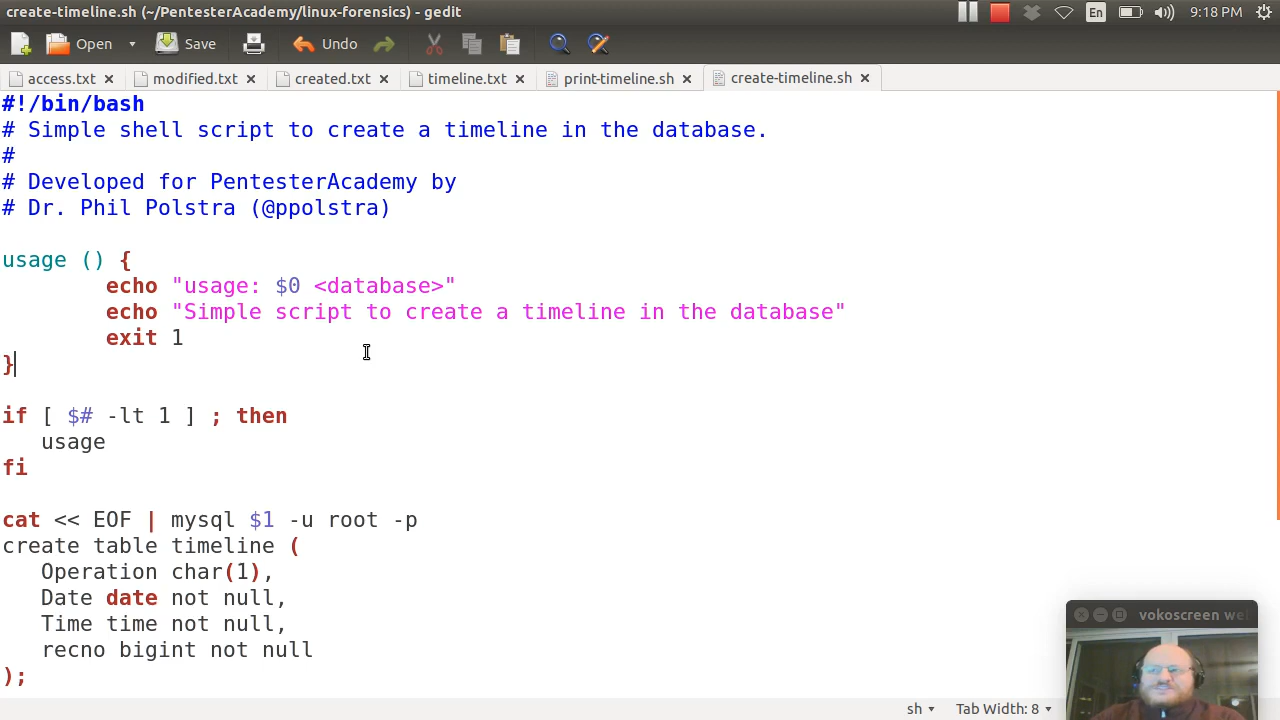 create-timeline.sh (~/PentesterAcademy/linux-forensics) - gedit
En 9:18 PM
Open Save Undo
access.txt modified.txt created.txt timeline.txt print-timeline.sh create-timeline.sh
#!/bin/bash
# Simple shell script to create a timeline in the database.
#
# Developed for PentesterAcademy by
# Dr. Phil Polstra (@ppolstra)
usage () {
echo "usage: $0 <database>"
echo "Simple script to create a timeline in the database"
exit 1
}
if [ $# -lt 1 ] ; then
usage
fi
cat << EOF | mysql $1 -u root -p
create table timeline (
Operation char(1),
Date date not null,
Time time not null,
recno bigint not null
);
vokoscreen we
sh Tab Width: 8